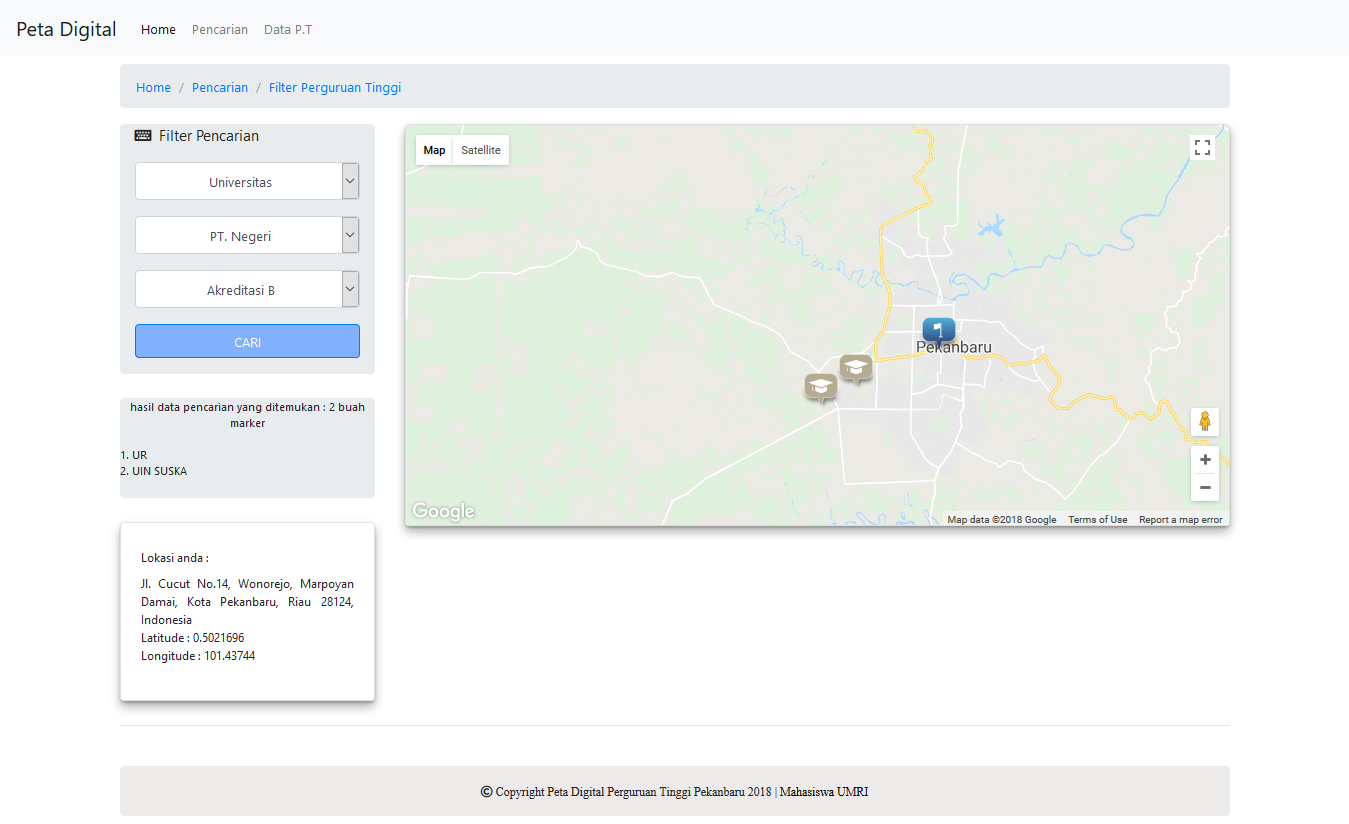 Peta Digital Home Pencarian Data P.T
Home / Pencarian / Filter Perguruan Tinggi
Filter Pencarian
Universitas
PT. Negeri
Akreditasi B
CARI
hasil data pencarian yang ditemukan : 2 buah
marker
1. UR
2. UIN SUSKA
Lokasi anda :
Jl. Cucut No.14, Wonorejo, Marpoyan
Damai, Kota Pekanbaru, Riau 28124,
Indonesia
Latitude : 0.5021696
Longitude : 101.43744
Map Satellite
Pekanbaru
Google
Map data ©2018 Google Terms of Use Report a map error
© Copyright Peta Digital Perguruan Tinggi Pekanbaru 2018 | Mahasiswa UMRI